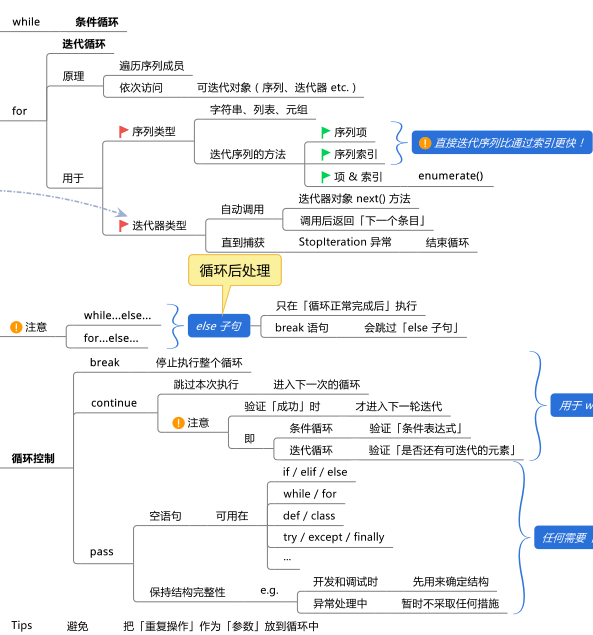 while 条件循环
迭代循环
原理 遍历序列成员
依次访问 可迭代对象 ( 序列、迭代器 etc. )
for
用于
序列类型 字符串、列表、元组
迭代序列的方法 序列项
序列索引
项 & 索引 enumerate()
直接迭代序列比通过索引更快！
迭代器类型
自动调用 迭代器对象 next() 方法
调用后返回「下一个条目」
直到捕获 StopIteration 异常 结束循环
循环后处理
注意
while...else...
for...else...
else 子句
只在「循环正常完成后」执行
break 语句 会跳过「else 子句」
循环控制
break 停止执行整个循环
continue
跳过本次执行 进入下一次的循环
注意
验证「成功」时 才进入下一轮迭代
即
条件循环 验证「条件表达式」
迭代循环 验证「是否还有可迭代的元素」
用于
pass
空语句 可用在
if / elif / else
while / for
def / class
try / except / finally
...
任何需要
保持结构完整性 e.g.
开发和调试时 先用来确定结构
异常处理中 暂时不采取任何措施
Tips 避免 把「重复操作」作为「参数」放到循环中